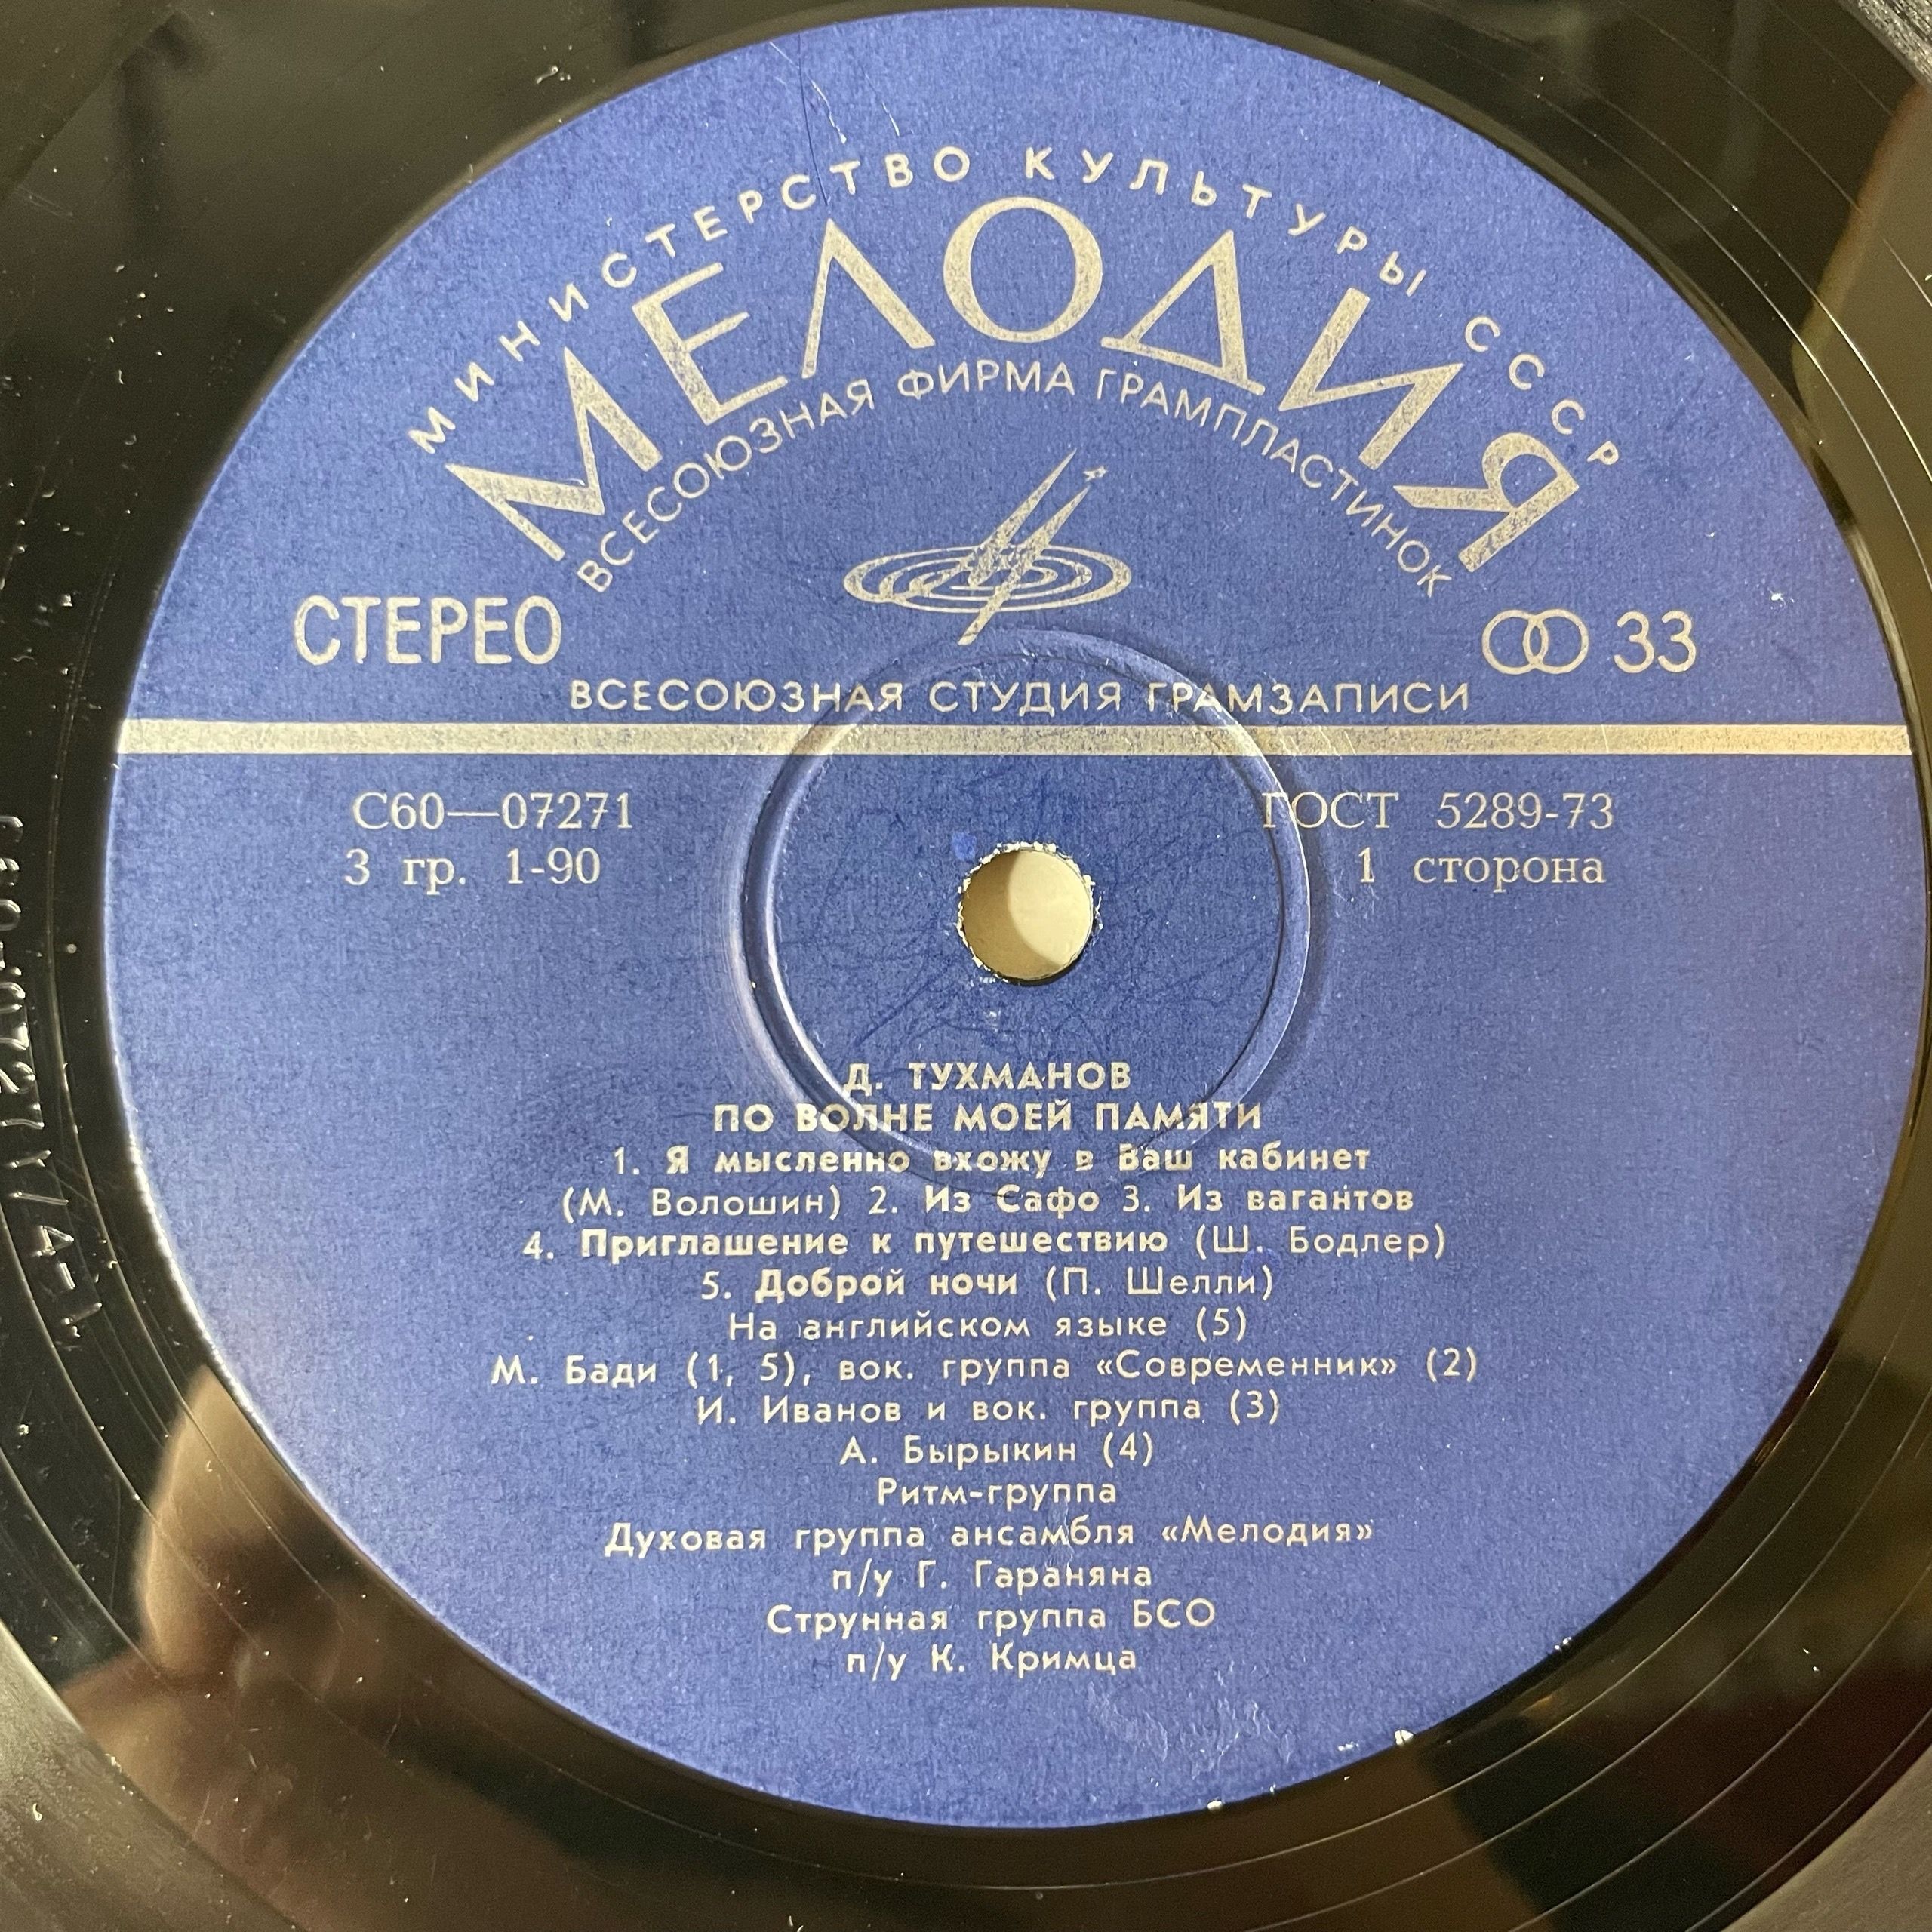 МИНИСТЕРСТВО КУЛЬТУРЫ СССР
МЕЛОДИЯ
ВСЕСОЮЗНАЯ ФИРМА ГРАМПЛАСТИНОК
СТЕРЕО
33
ВСЕСОЮЗНАЯ СТУДИЯ ГРАМЗАПИСИ
С60—07271
ГОСТ 5289-73
3 гр. 1-90
1 сторона
Д. ТУХМАНОВ
ПО ВОЛНЕ МОЕЙ ПАМЯТИ
1. Я мысленно вхожу в Ваш кабинет
(М. Волошин) 2. Из Сафо 3. Из вагантов
4. Приглашение к путешествию (Ш. Бодлер)
5. Доброй ночи (П. Шелли)
На английском языке (5)
М. Бади (1, 5), вок. группа «Современник» (2)
И. Иванов и вок. группа (3)
А. Бырыкин (4)
Ритм-группа
Духовая группа ансамбля «Мелодия»
п/у Г. Гараняна
Струнная группа БСО
п/у К. Кримца